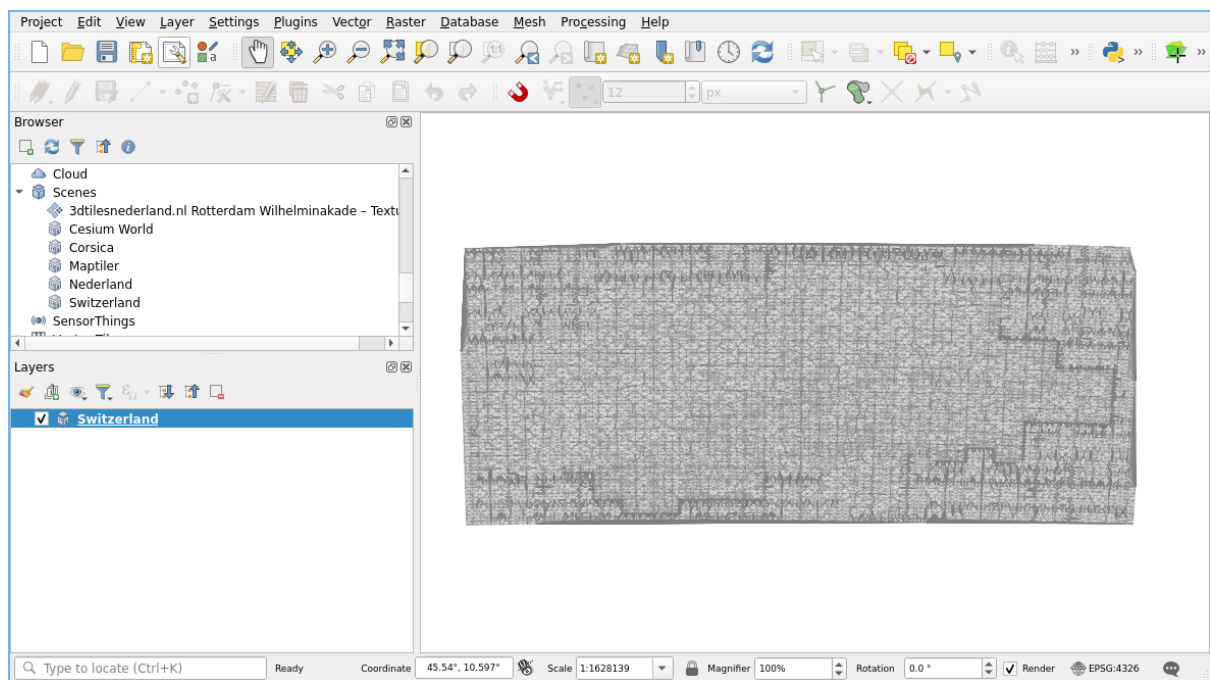 Project Edit View Layer Settings Plugins Vector Raster Database Mesh Processing Help
1:1
»
»
»
a
12
px
Browser
Cloud
Scenes
3dtilesnederland.nl Rotterdam Wilhelminakade – Textu
Cesium World
Corsica
Maptiler
Nederland
Switzerland
SensorThings
Layers
Switzerland
Type to locate (Ctrl+K) Ready Coordinate 45.54°, 10.597° Scale 1:1628139 Magnifier 100% Rotation 0.0 ° Render EPSG:4326